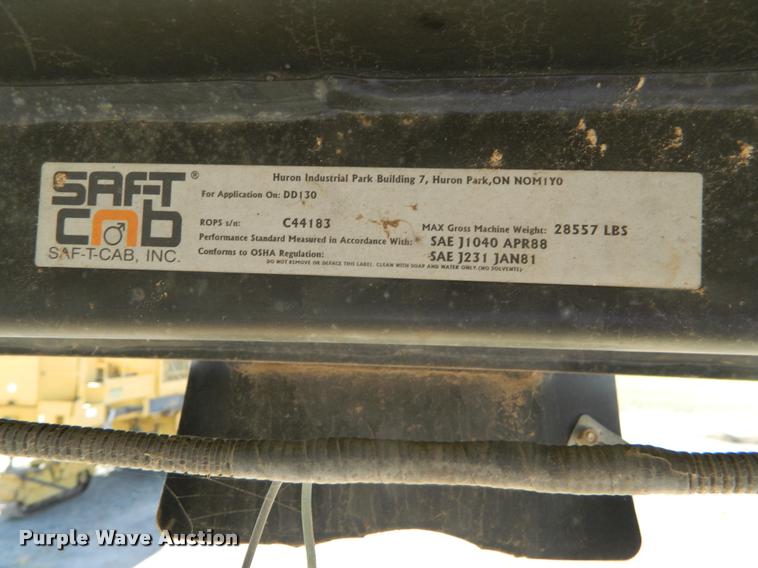 SAF-T
cab
SAF-T-CAB, INC.
®
Huron Industrial Park Building 7, Huron Park,ON NOM1Y0
For Application On: DD130
ROPS s/n: C44183
MAX Gross Machine Weight: 28557 LBS
Performance Standard Measured in Accordance With: SAE J1040 APR88
Conforms to OSHA Regulation: SAE J231 JAN81
DO NOT REMOVE OR DEFACE THIS LABEL. CLEAN WITH SOAP AND WATER ONLY (NO SOLVENTS)
Purple Wave Auction